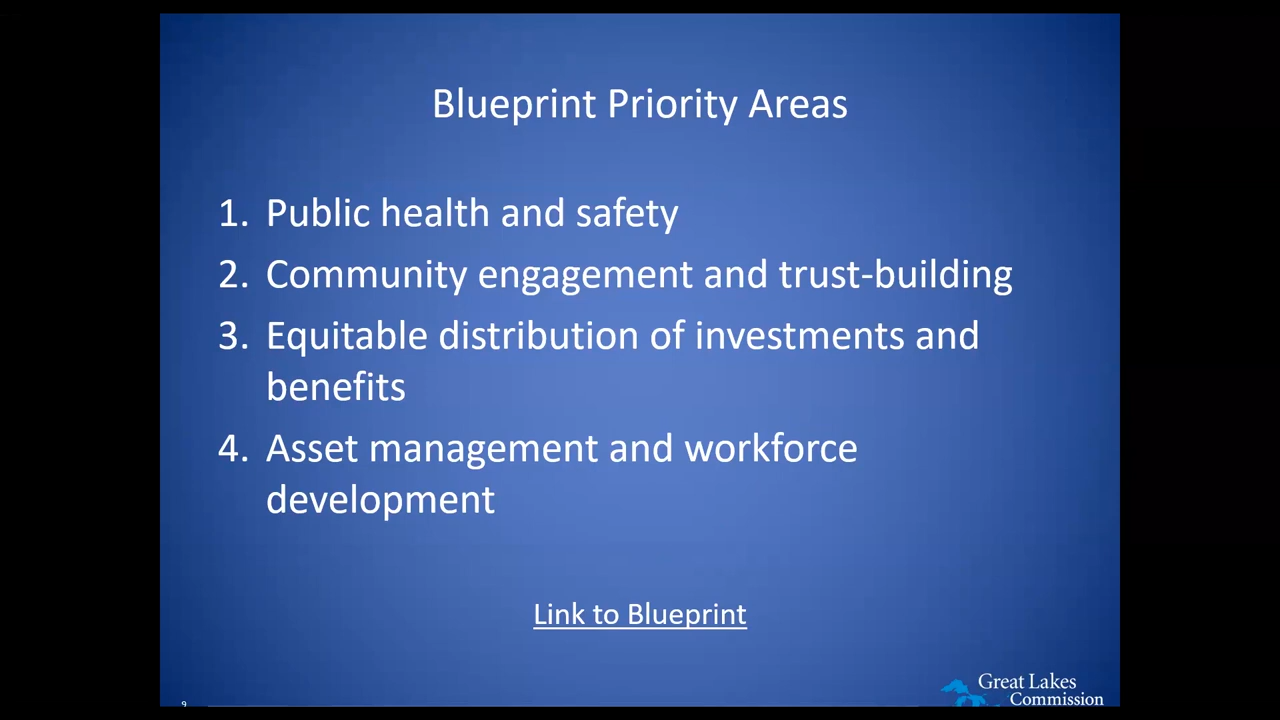 Blueprint Priority Areas
1. Public health and safety
2. Community engagement and trust-building
3. Equitable distribution of investments and
benefits
4. Asset management and workforce
development
Link to Blueprint
9
Great Lakes
Commission